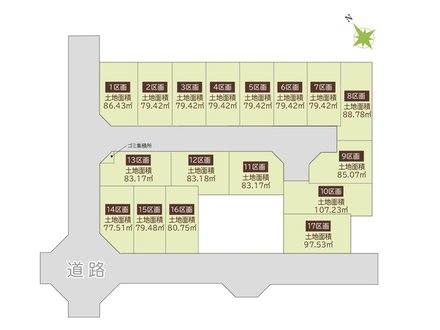 N
1区画
土地面積
86.43㎡
2区画
土地面積
79.42㎡
3区画
土地面積
79.42㎡
4区画
土地面積
79.42㎡
5区画
土地面積
79.42㎡
6区画
土地面積
79.42㎡
7区画
土地面積
79.42㎡
8区画
土地面積
88.78㎡
ゴミ集積所
13区画
土地面積
83.17㎡
12区画
土地面積
83.18㎡
11区画
土地面積
83.17㎡
9区画
土地面積
85.07㎡
10区画
土地面積
107.23㎡
14区画
土地面積
77.51㎡
15区画
土地面積
79.48㎡
16区画
土地面積
80.75㎡
17区画
土地面積
97.53㎡
道路